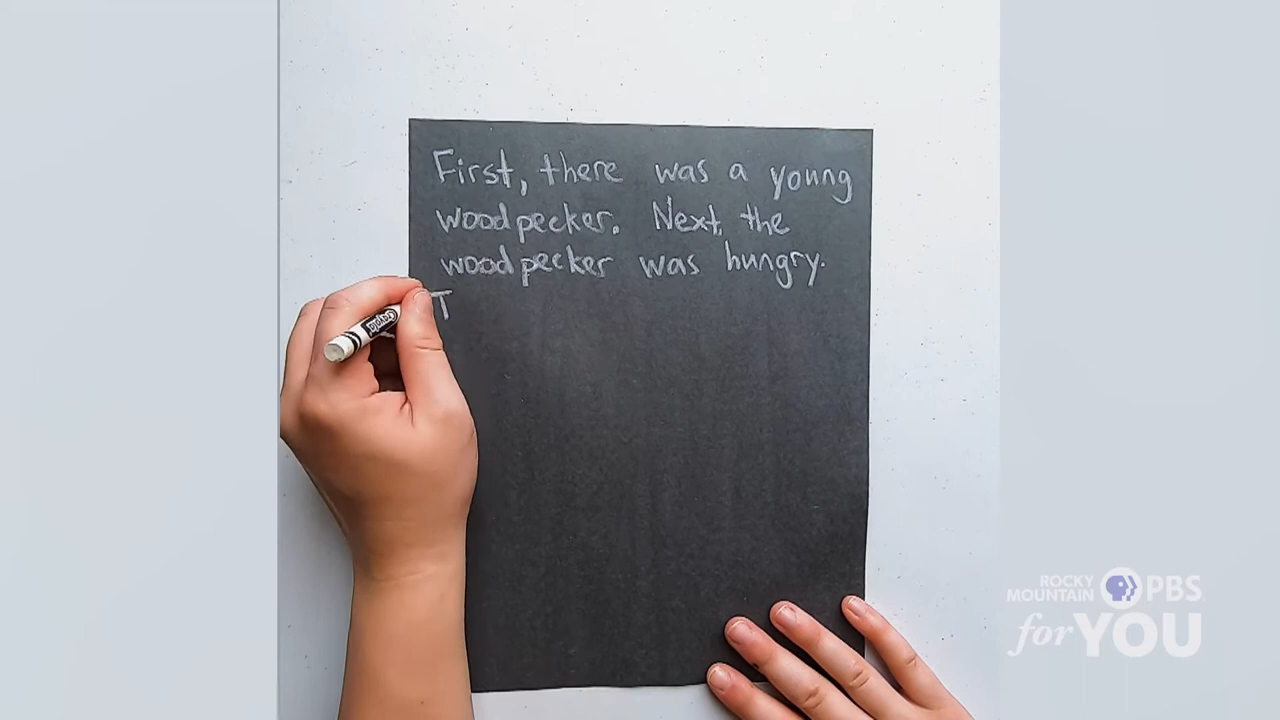 First, there was a young
woodpecker. Next, the
woodpecker was hungry.
T
Crayola
ROCKY
MOUNTAIN PBS
for YOU